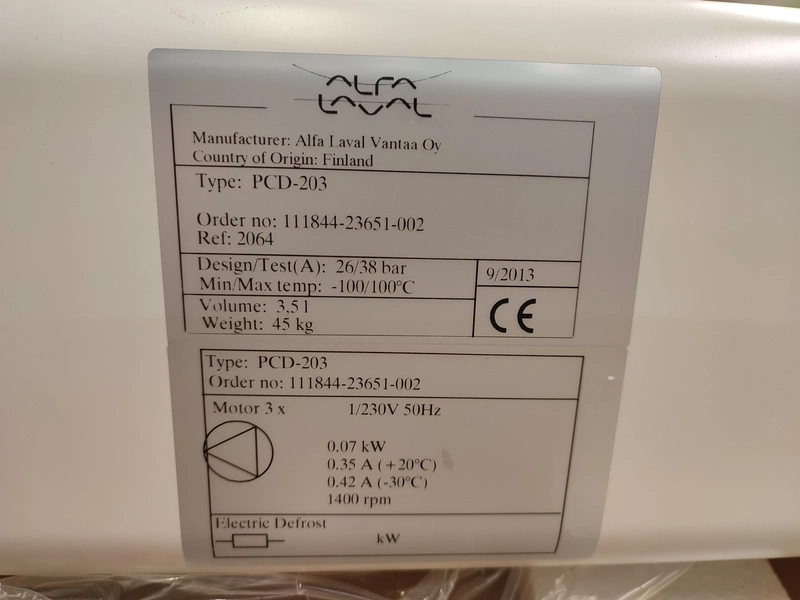 ALFA
LAVAL
Manufacturer: Alfa Laval Vantaa Oy
Country of Origin: Finland
Type: PCD-203
Order no: 111844-23651-002
Ref: 2064
Design/Test(A): 26/38 bar
Min/Max temp: -100/100°C
9/2013
Volume: 3,5 l
Weight: 45 kg
CE
Type: PCD-203
Order no: 111844-23651-002
Motor 3 x 1/230V 50Hz
0.07 kW
0.35 A (+20°C)
0.42 A (-30°C)
1400 rpm
Electric Defrost
kW